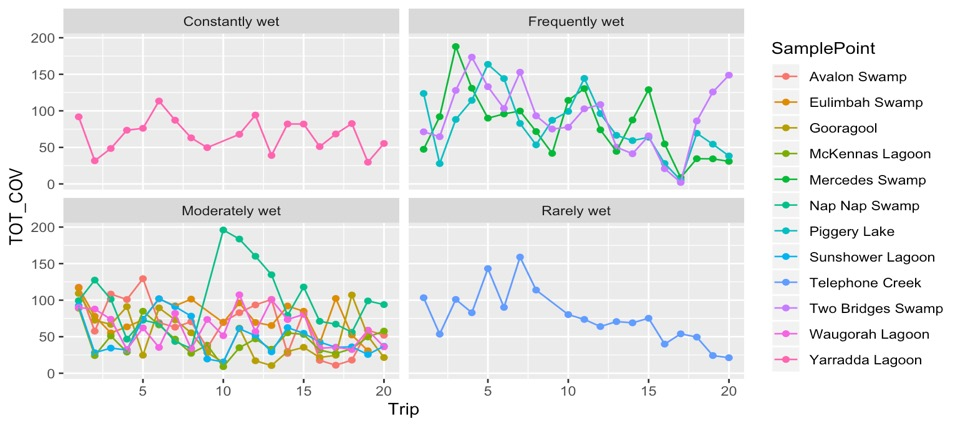 Constantly wet
Frequently wet
200
150
100
50
0
Moderately wet
Rarely wet
200
150
100
50
0
5
10
15
20
5
10
15
20
TOT_COV
Trip
SamplePoint
Avalon Swamp
Eulimbah Swamp
Gooragool
McKennas Lagoon
Mercedes Swamp
Nap Nap Swamp
Piggery Lake
Sunshower Lagoon
Telephone Creek
Two Bridges Swamp
Waugorah Lagoon
Yarradda Lagoon